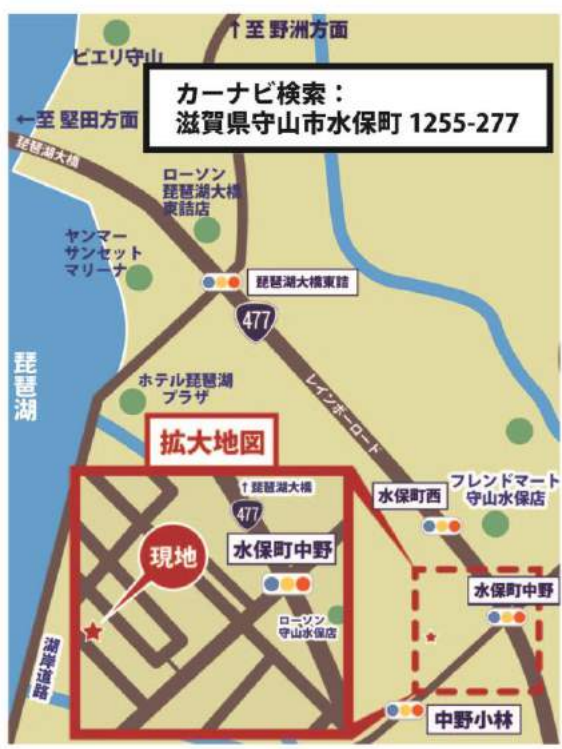 ↑至 野洲方面
ピエリ守山
カーナビ検索：
滋賀県守山市水保町 1255-277
←至 堅田方面
琵琶湖大橋
ローソン
琵琶湖大橋
東詰店
ヤンマー
サンセット
マリーナ
琵琶湖大橋東詰
477
琵琶湖
ホテル琵琶湖
プラザ
レインボーロード
拡大地図
↑琵琶湖大橋
477
水保町西
フレンドマート
守山水保店
水保町中野
現地
水保町中野
ローソン
守山水保店
湖岸道路
中野小林